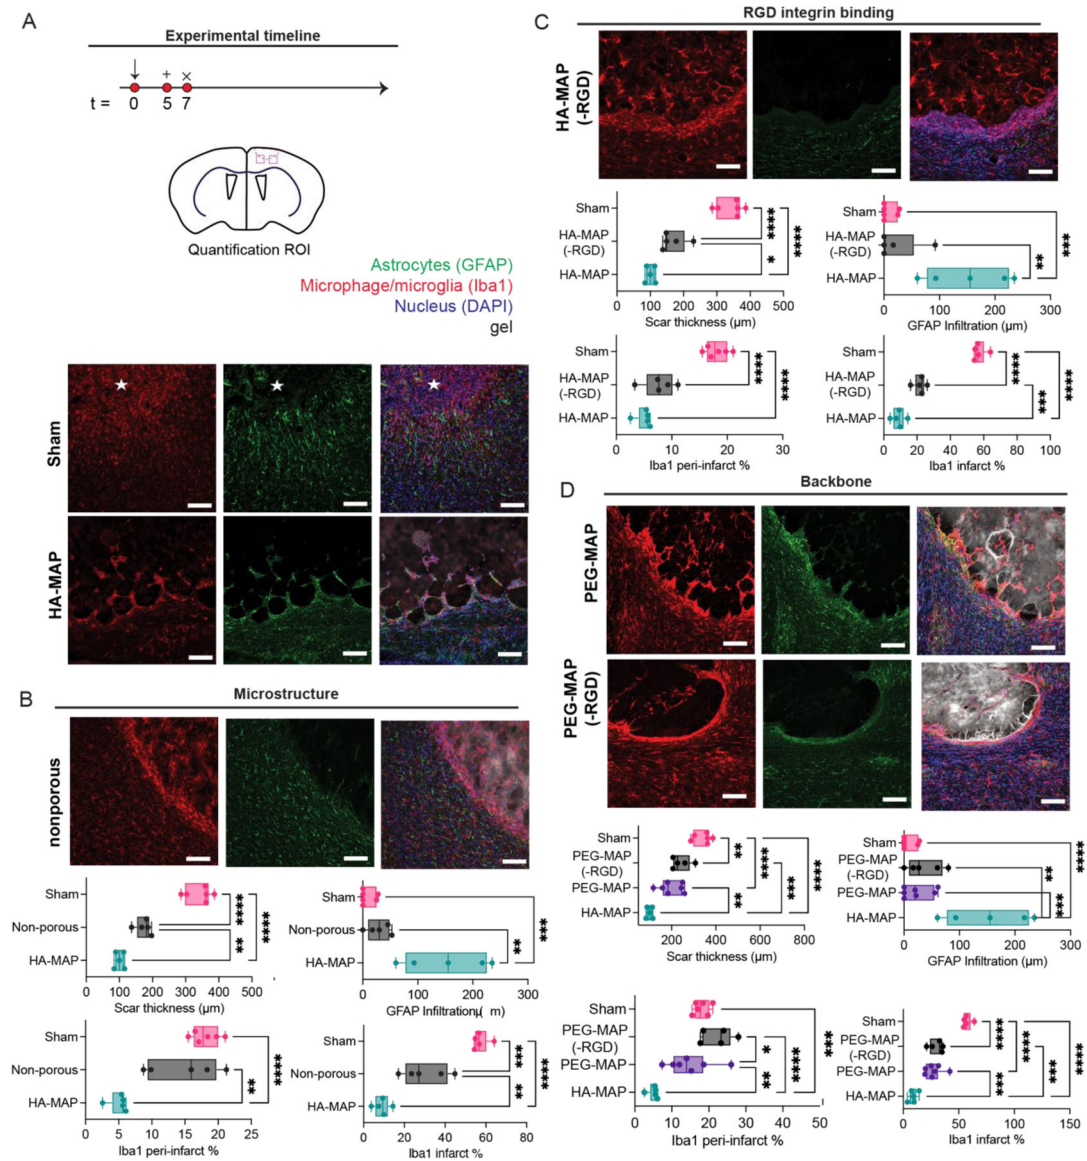 A
Experimental timeline
+ ×
t = 0 5 7
Quantification ROI
Astrocytes (GFAP)
Microphage/microglia (Iba1)
Nucleus (DAPI)
gel
Sham
HA-MAP
B
Microstructure
nonporous
Sham
Non-porous
HA-MAP
**** ** ****
0 100 200 300 400 500
Scar thickness (µm)
Sham
Non-porous
HA-MAP
** ***
0 100 200 300
GFAP Infiltrationµ( m)
Sham
Non-porous
HA-MAP
** ****
0 5 10 15 20 25
Iba1 peri-infarct %
Sham
Non-porous
HA-MAP
*** ** ****
0 20 40 60 80
Iba1 infarct %
C
RGD integrin binding
HA-MAP
(-RGD)
Sham
HA-MAP
(-RGD)
HA-MAP
**** * ****
0 100 200 300 400 500
Scar thickness (µm)
Sham
HA-MAP
(-RGD)
HA-MAP
** ***
0 100 200 300
GFAP Infiltration (µm)
Sham
HA-MAP
(-RGD)
HA-MAP
**** ****
0 10 20 30
Iba1 peri-infarct %
Sham
HA-MAP
(-RGD)
HA-MAP
**** *** ****
0 20 40 60 80 100
Iba1 infarct %
D
Backbone
PEG-MAP
PEG-MAP
(-RGD)
Sham
PEG-MAP
(-RGD)
PEG-MAP
HA-MAP
** ** **** *** ****
200 400 600 800
Scar thickness (µm)
Sham
PEG-MAP
(-RGD)
PEG-MAP
HA-MAP
** *** ****
0 100 200 300
GFAP Infiltration (µm)
Sham
PEG-MAP
(-RGD)
PEG-MAP
HA-MAP
* ** **** ***
0 10 20 30 40 50
Iba1 peri-infarct %
Sham
PEG-MAP
(-RGD)
PEG-MAP
HA-MAP
**** *** **** *** ****
0 50 100 150
Iba1 infarct %